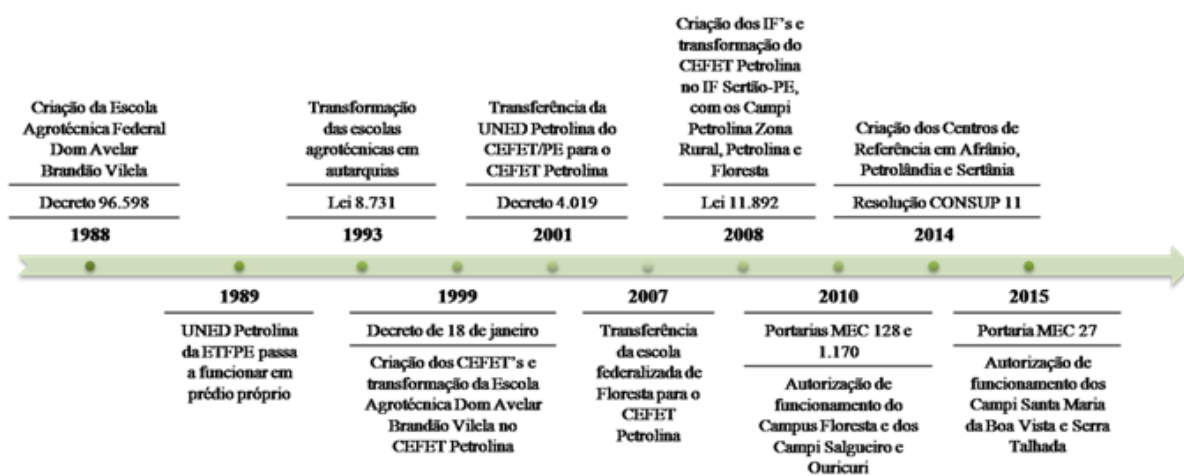 Criação da Escola
Agrotécnica Federal
Dom Avelar
Brandão Vilela
Decreto 96.598
1988
UNED Petrolina
da ETFPE passa
a funcionar em
prédio próprio
1989
Transformação
das escolas
agrotécnicas em
autarquias
Lei 8.731
1993
1999
Decreto de 18 de janeiro
Criação dos CEFET's e
transformação da Escola
Agrotécnica Dom Avelar
Brandão Vilela no
CEFET Petrolina
Transferência da
UNED Petrolina do
CEFET/PE para o
CEFET Petrolina
Decreto 4.019
2001
2007
Transferência
da escola
federalizada de
Floresta para o
CEFET
Petrolina
Criação dos IF's e
transformação do
CEFET Petrolina
no IF Sertão-PE,
com os Campi
Petrolina Zona
Rural, Petrolina e
Floresta
Lei 11.892
2008
2010
Portarias MEC 128 e
1.170
Autorização de
funcionamento do
Campus Floresta e dos
Campi Salgueiro e
Ouricuri
Criação dos Centros de
Referência em Afrânio,
Petrolândia e Sertânia
Resolução CONSUP 11
2014
2015
Portaria MEC 27
Autorização de
funcionamento dos
Campi Santa Maria
da Boa Vista e Serra
Talhada